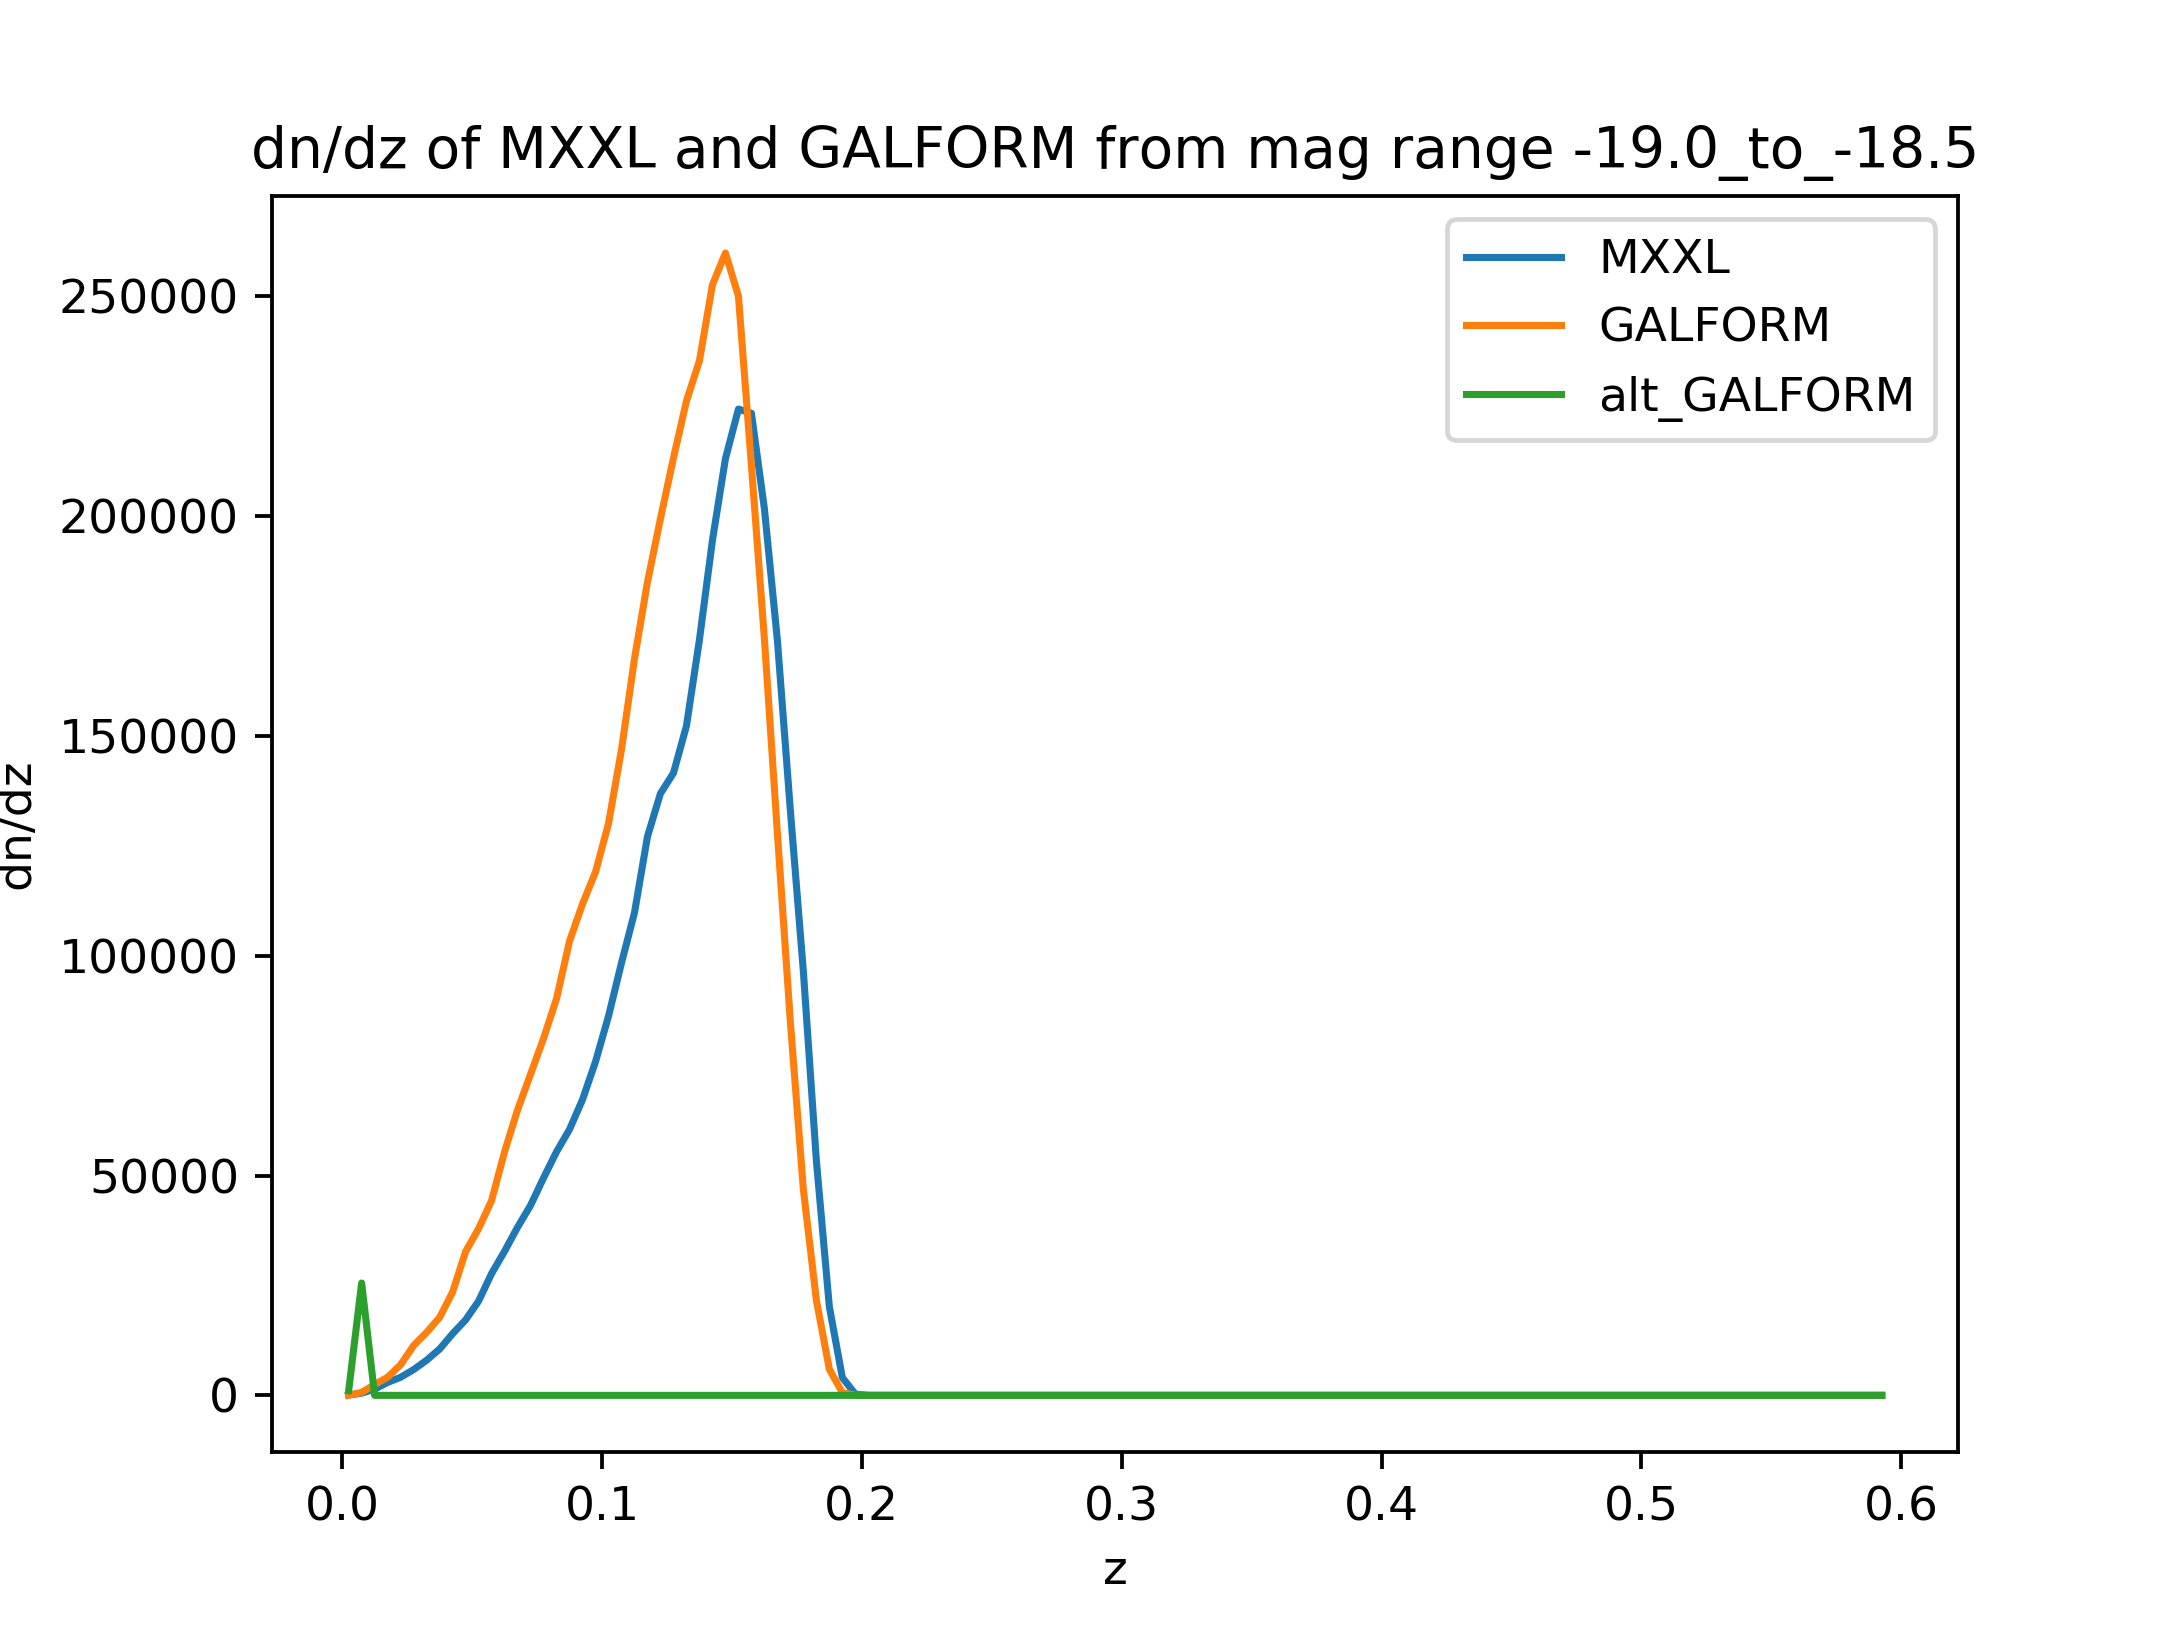 dn/dz of MXXL and GALFORM from mag range -19.0_to_-18.5
MXXL
GALFORM
alt_GALFORM
250000
200000
150000
100000
50000
0
dn/dz
0.0 0.1 0.2 0.3 0.4 0.5 0.6
z